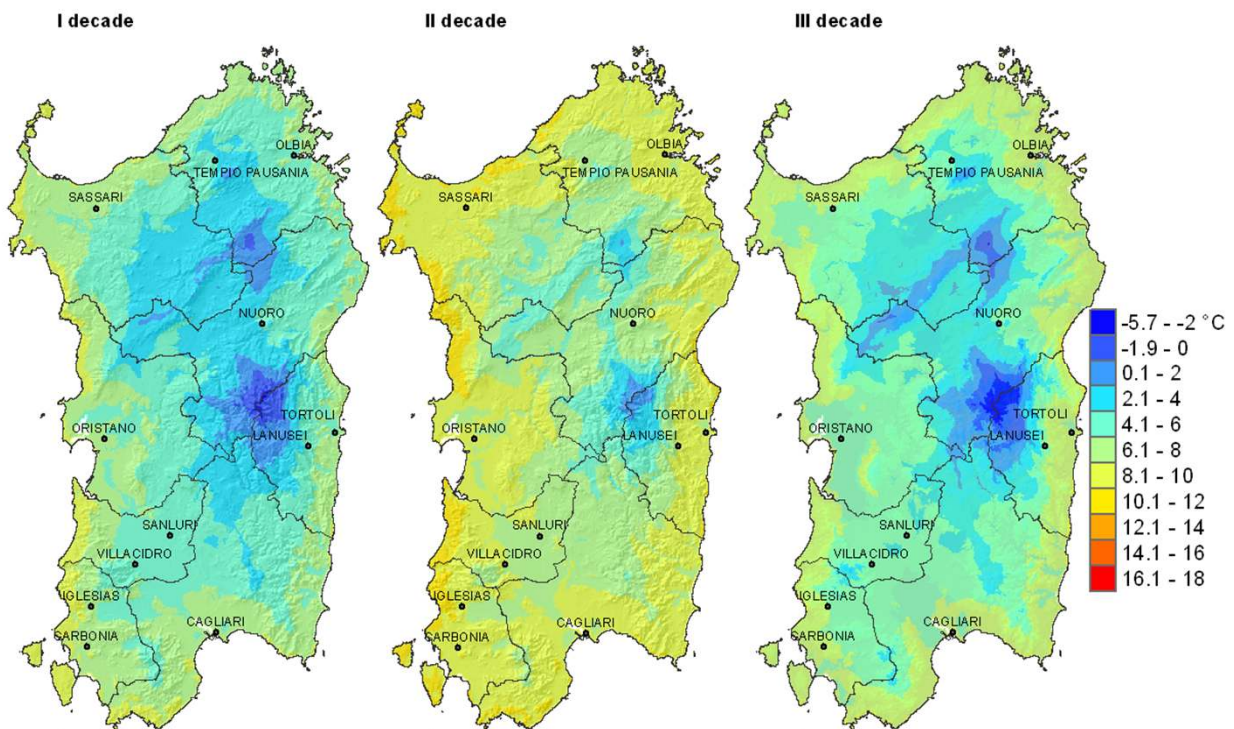 I decade
II decade
III decade
OLBIA
TEMPIO PAUSANIA
SASSARI
NUORO
TORTOLI
ORISTANO
LANUSEI
SANLURI
VILLACIDRO
IGLESIAS
CAGLIARI
CARBONIA
OLBIA
TEMPIO PAUSANIA
SASSARI
NUORO
TORTOLI
ORISTANO
LANUSEI
SANLURI
VILLACIDRO
IGLESIAS
CAGLIARI
CARBONIA
OLBIA
TEMPIO PAUSANIA
SASSARI
NUORO
TORTOLI
ORISTANO
LANUSEI
SANLURI
VILLACIDRO
IGLESIAS
CAGLIARI
CARBONIA
-5.7 - -2 °C
-1.9 - 0
0.1 - 2
2.1 - 4
4.1 - 6
6.1 - 8
8.1 - 10
10.1 - 12
12.1 - 14
14.1 - 16
16.1 - 18